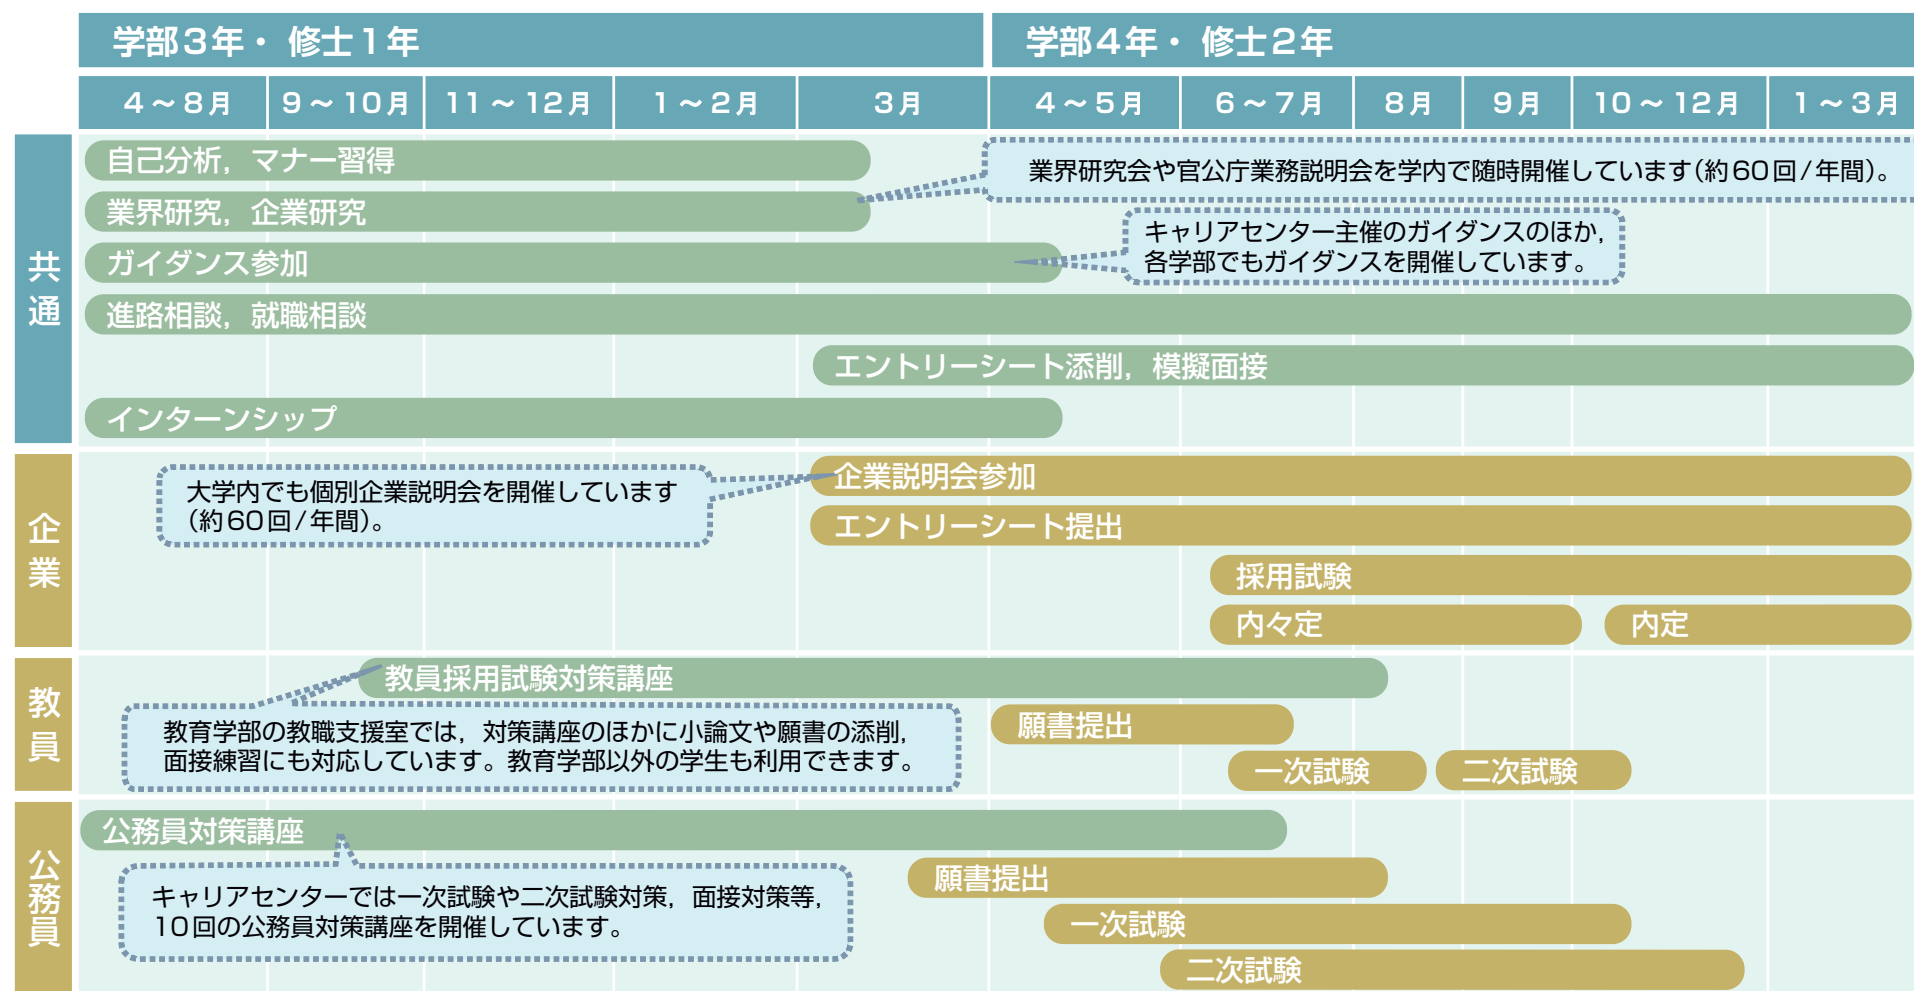 学部3年・ 修士1年
学部4年・ 修士2年
4～8月
9～10月
11～12月
1～2月
3月
4～5月
6～7月
8月
9月
10～12月
1～3月
共通
自己分析，マナー習得
業界研究，企業研究
業界研究会や官公庁業務説明会を学内で随時開催しています（約60回/年間）。
ガイダンス参加
キャリアセンター主催のガイダンスのほか，
各学部でもガイダンスを開催しています。
進路相談，就職相談
エントリーシート添削，模擬面接
インターンシップ
企業
企業説明会参加
大学内でも個別企業説明会を開催しています
（約60回/年間）。
エントリーシート提出
採用試験
内々定
内定
教員
教員採用試験対策講座
教育学部の教職支援室では，対策講座のほかに小論文や願書の添削，
面接練習にも対応しています。教育学部以外の学生も利用できます。
願書提出
一次試験
二次試験
公務員
公務員対策講座
キャリアセンターでは一次試験や二次試験対策，面接対策等，
10回の公務員対策講座を開催しています。
願書提出
一次試験
二次試験